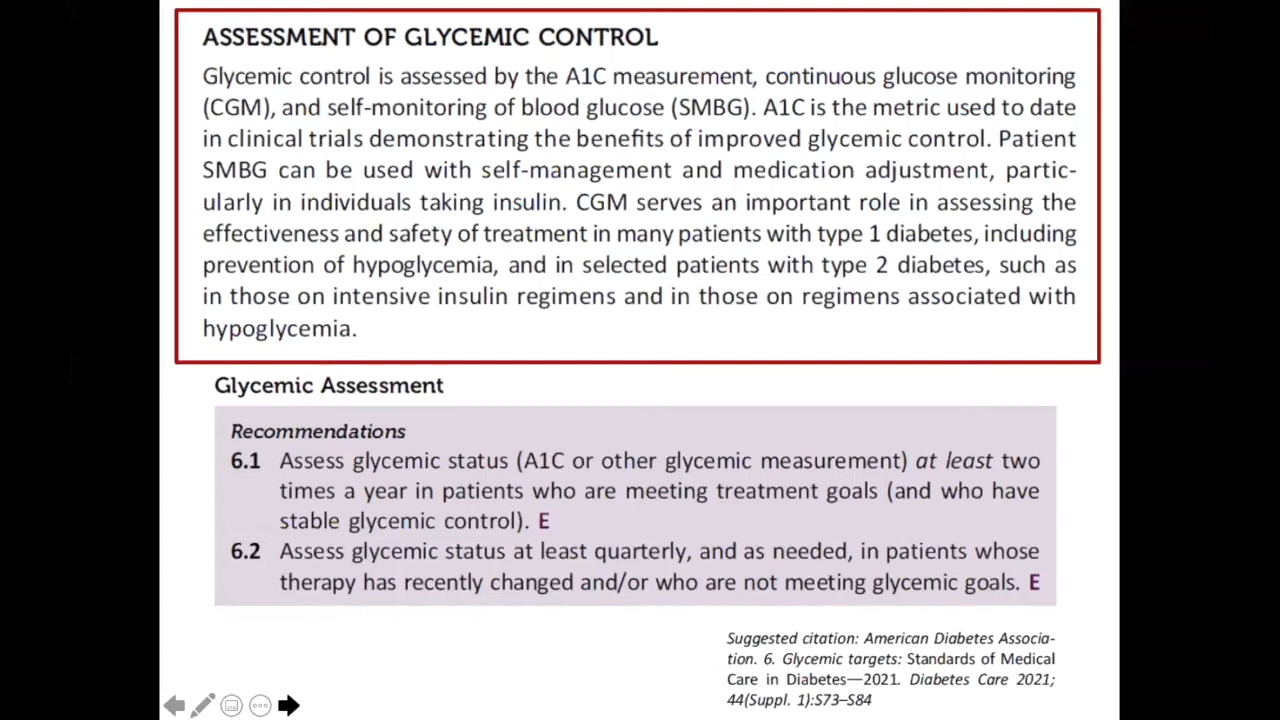 ASSESSMENT OF GLYCEMIC CONTROL
Glycemic control is assessed by the A1C measurement, continuous glucose monitoring
(CGM), and self-monitoring of blood glucose (SMBG). A1C is the metric used to date
in clinical trials demonstrating the benefits of improved glycemic control. Patient
SMBG can be used with self-management and medication adjustment, partic-
ularly in individuals taking insulin. CGM serves an important role in assessing the
effectiveness and safety of treatment in many patients with type 1 diabetes, including
prevention of hypoglycemia, and in selected patients with type 2 diabetes, such as
in those on intensive insulin regimens and in those on regimens associated with
hypoglycemia.
Glycemic Assessment
Recommendations
6.1 Assess glycemic status (A1C or other glycemic measurement) at least two
times a year in patients who are meeting treatment goals (and who have
stable glycemic control). E
6.2 Assess glycemic status at least quarterly, and as needed, in patients whose
therapy has recently changed and/or who are not meeting glycemic goals. E
Suggested citation: American Diabetes Associa-
tion. 6. Glycemic targets: Standards of Medical
Care in Diabetes—2021. Diabetes Care 2021;
44(Suppl. 1):S73–S84